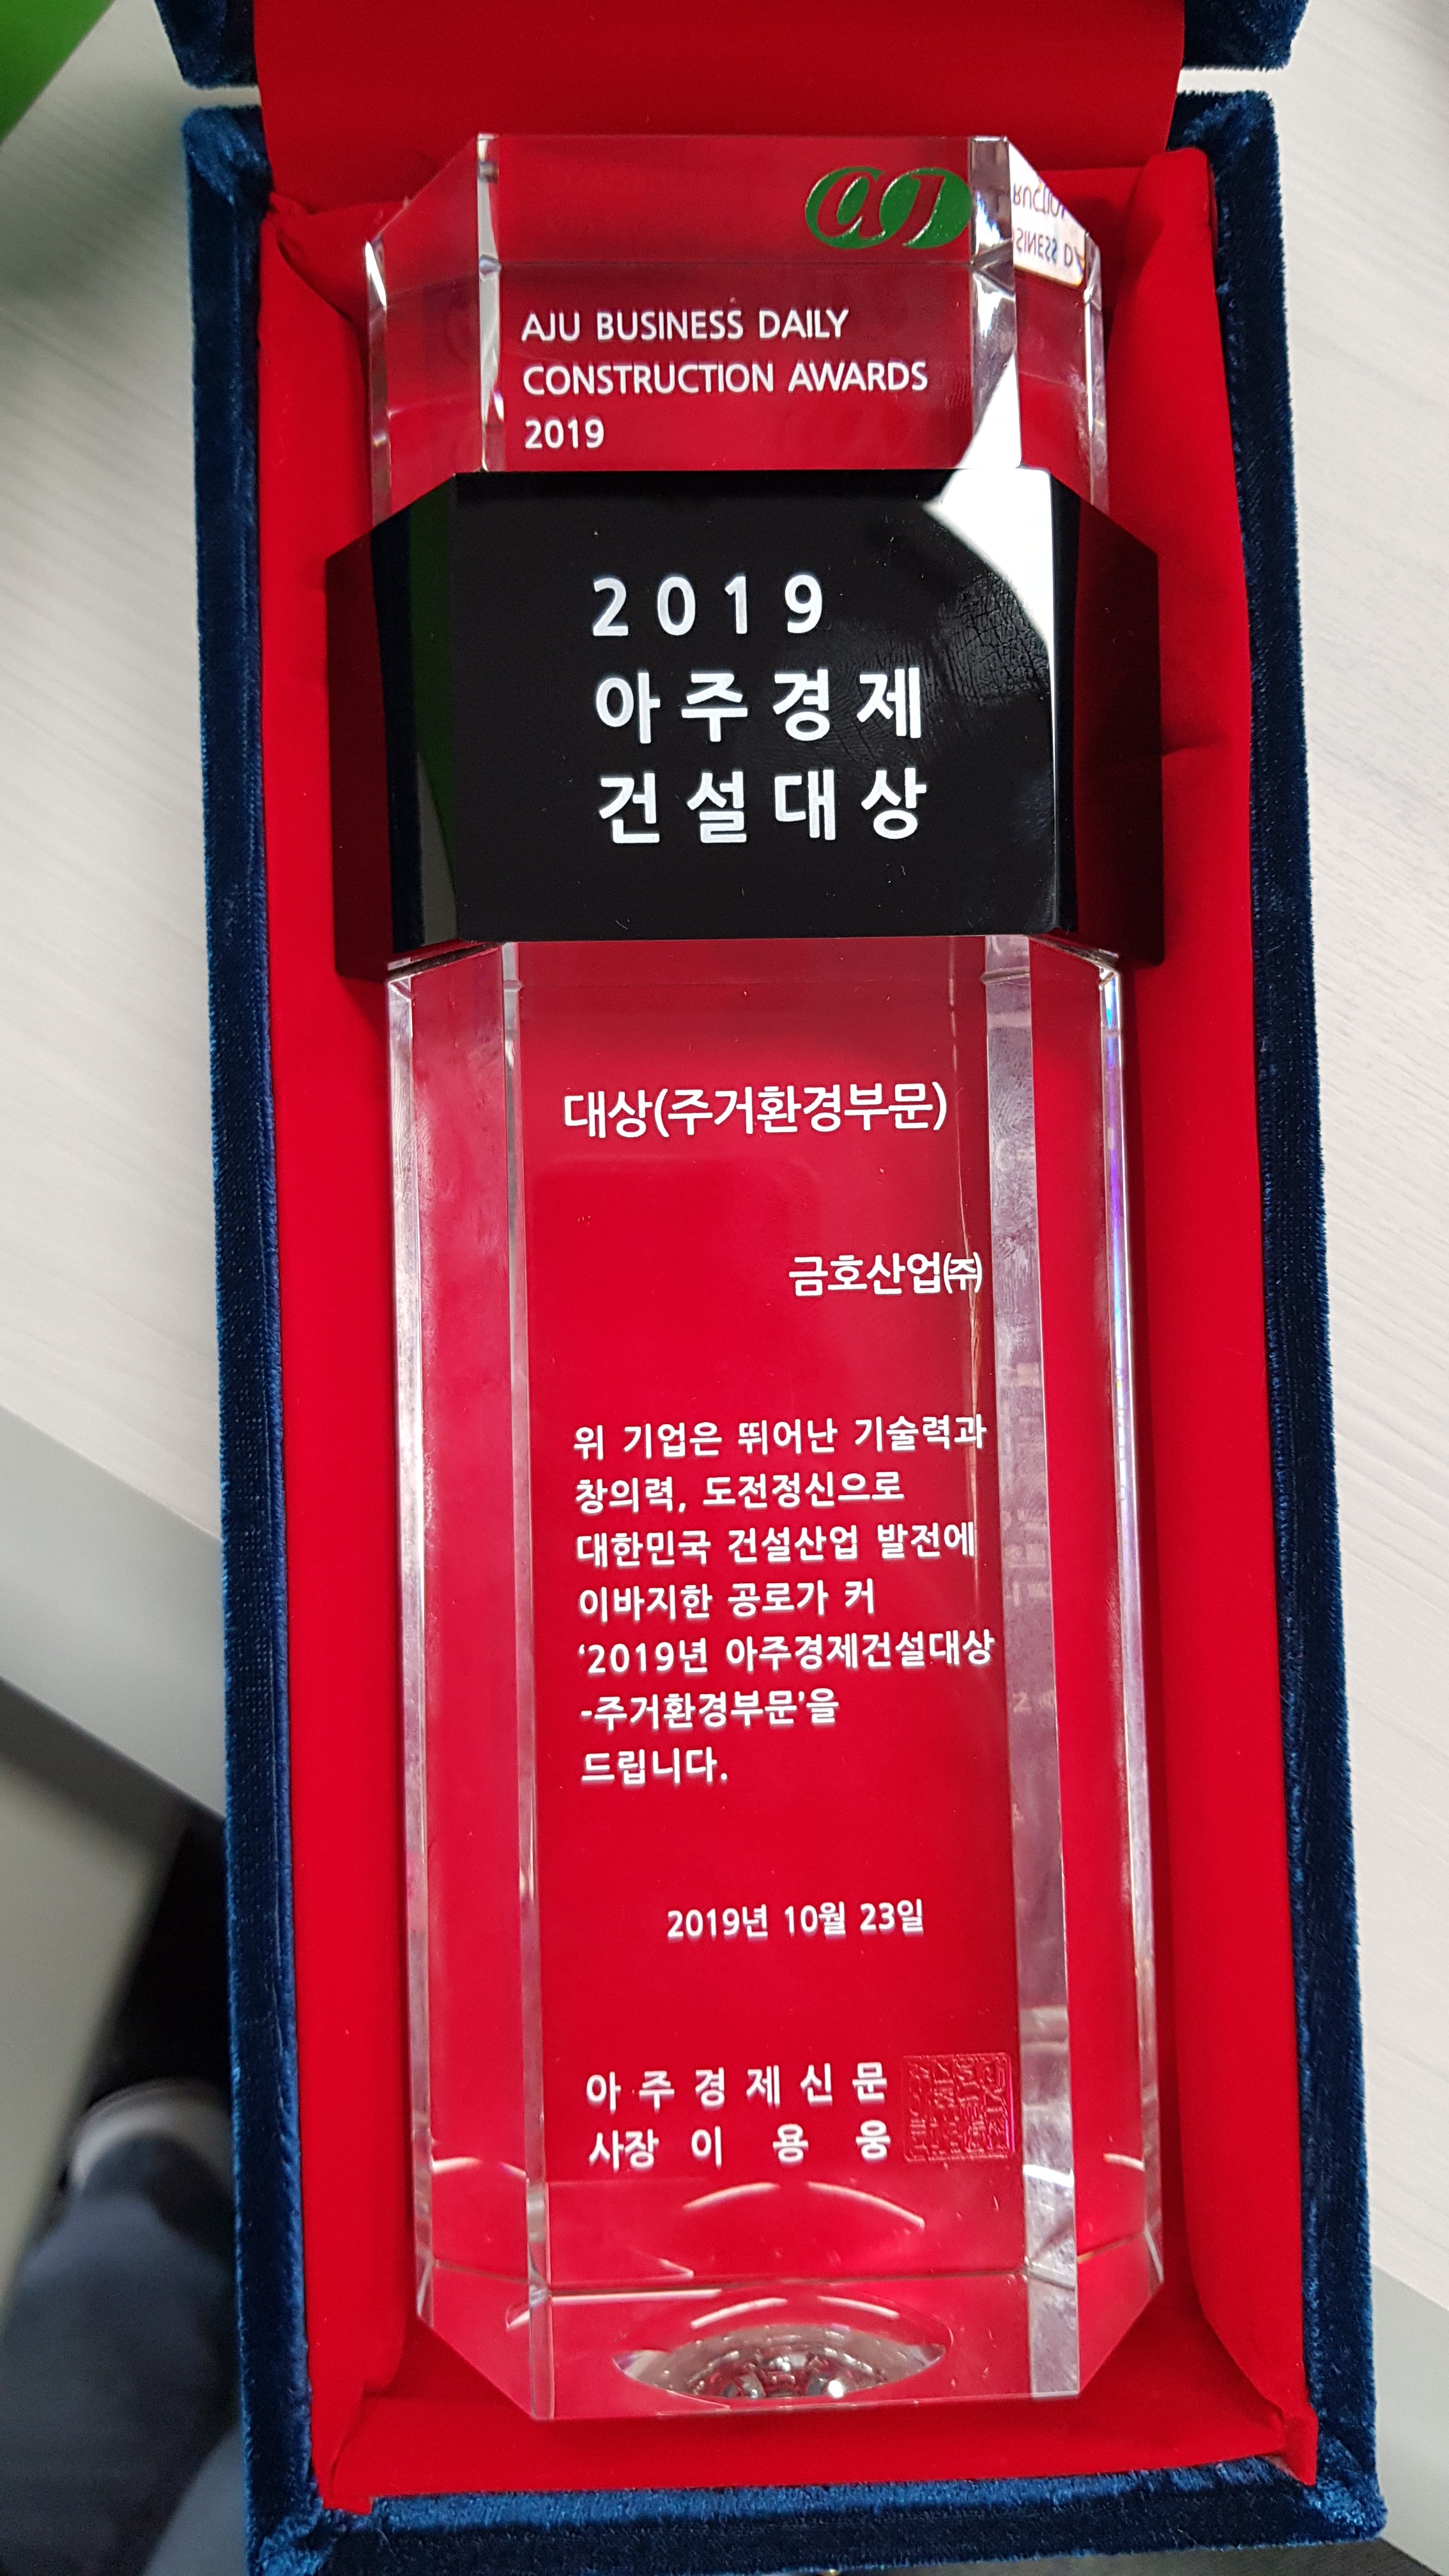 AJ
AJU BUSINESS DAILY
CONSTRUCTION AWARDS
2019
2019
아주경제
건설대상
대상(주거환경부문)
금호산업㈜
위 기업은 뛰어난 기술력과
창의력, 도전정신으로
대한민국 건설산업 발전에
이바지한 공로가 커
‘2019년 아주경제건설대상
-주거환경부문’을
드립니다.
2019년 10월 23일
아주경제신문
사장 이 용 웅